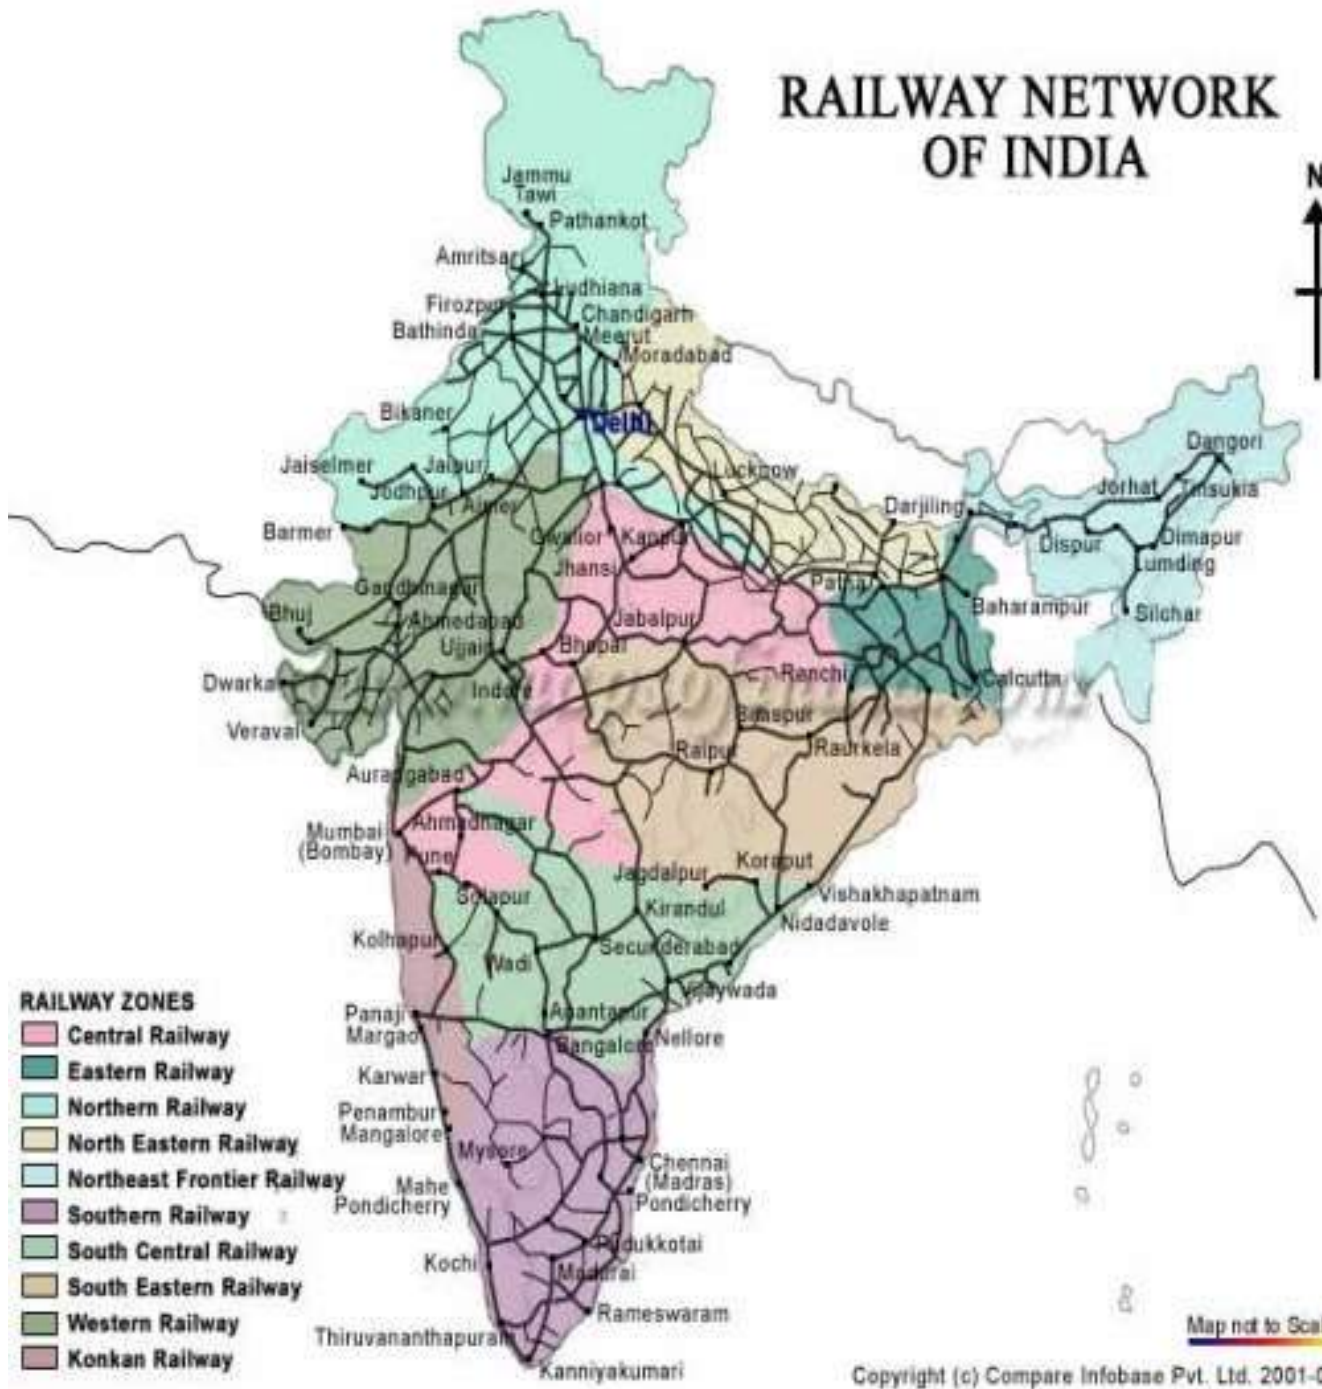 RAILWAY NETWORK
OF INDIA
N
Jammu
Tawi
Pathankot
Amritsar
Ludhiana
Firozpur
Chandigarh
Bathinda
Meerut
Moradabad
Bikaner
Delhi
Dangori
Jaiselmer
Jaipur
Lucknow
Jorhat
Tinsukia
Jodhpur
Ajmer
Darjiling
Barmer
Gwalior
Kanpur
Dispur
Dimapur
Jhansi
Lumding
Gandhinagar
Patna
Baharampur
Bhuj
Ahmedabad
Jabalpur
Silchar
Ujjain
Bhopal
Dwarka
Indore
Ranchi
Calcutta
Veraval
Bilaspur
Raipur
Raurkela
Aurangabad
Mumbai
(Bombay)
Ahmadnagar
Pune
Koraput
Jagdalpur
Solapur
Vishakhapatnam
Kirandul
Nidadavole
Kolhapur
Secunderabad
Wadi
Vijaywada
Panaji
Anantapur
Margao
Bangalore
Nellore
Karwar
Penambur
Mangalore
Mysore
Chennai
(Madras)
Mahe
Pondicherry
Pondicherry
Pudukkotai
Kochi
Madurai
Rameswaram
Thiruvananthapuram
Kanniyakumari
RAILWAY ZONES
Central Railway
Eastern Railway
Northern Railway
North Eastern Railway
Northeast Frontier Railway
Southern Railway
South Central Railway
South Eastern Railway
Western Railway
Konkan Railway
Map not to Scal
Copyright (c) Compare Infobase Pvt. Ltd. 2001-0